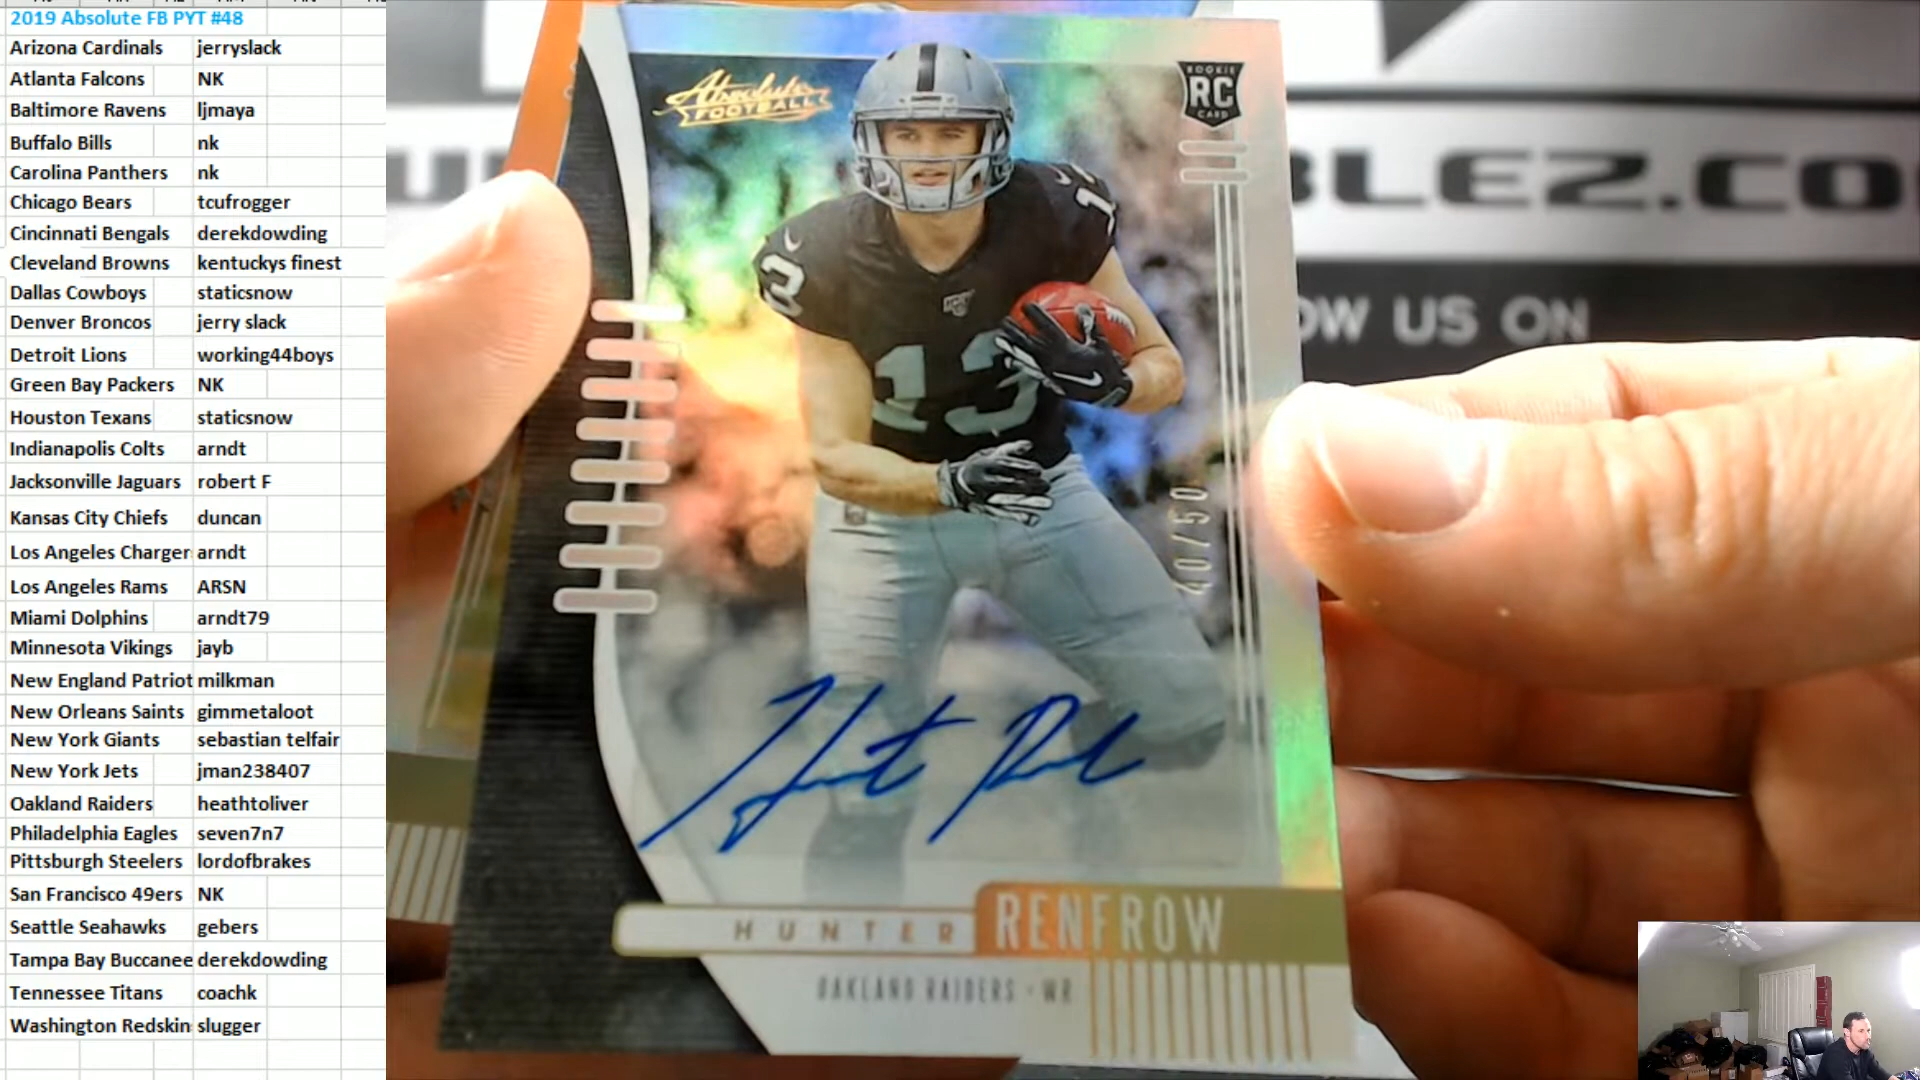 2019 Absolute FB PYT #48
Arizona Cardinals jerryslack
Atlanta Falcons NK
Baltimore Ravens ljmaya
Buffalo Bills nk
Carolina Panthers nk
Chicago Bears tcufrogger
Cincinnati Bengals derekdowding
Cleveland Browns kentuckys finest
Dallas Cowboys staticsnow
Denver Broncos jerry slack
Detroit Lions working44boys
Green Bay Packers NK
Houston Texans staticsnow
Indianapolis Colts arndt
Jacksonville Jaguars robert F
Kansas City Chiefs duncan
Los Angeles Charger arndt
Los Angeles Rams ARSN
Miami Dolphins arndt79
Minnesota Vikings jayb
New England Patriot milkman
New Orleans Saints gimmetaloot
New York Giants sebastian telfair
New York Jets jman238407
Oakland Raiders heathtoliver
Philadelphia Eagles seven7n7
Pittsburgh Steelers lordofbrakes
San Francisco 49ers NK
Seattle Seahawks gebers
Tampa Bay Buccanee derekdowding
Tennessee Titans coachk
Washington Redskin slugger
Absolute
FOOTBALL
ROOKIE
RC
CARD
13
13
40/50
HUNTER RENFROW
OAKLAND RAIDERS - WR
BLEZ.CO
OW US ON